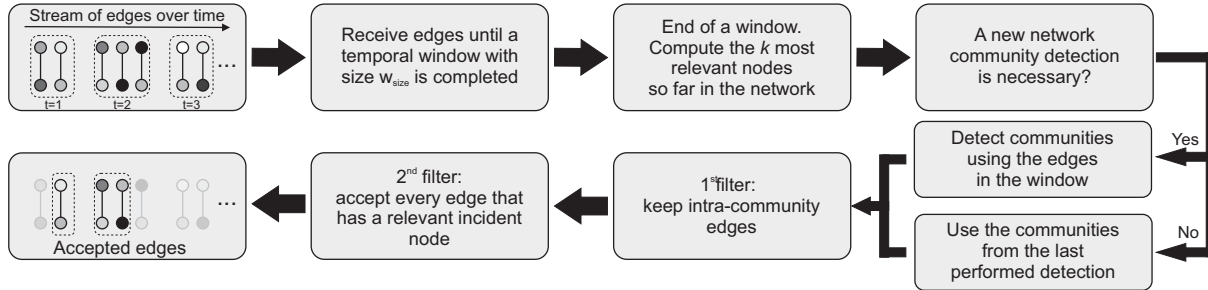 Stream of edges over time
...
t=1
t=2
t=3
Receive edges until a
temporal window with
size wsize is completed
End of a window.
Compute the k most
relevant nodes
so far in the network
A new network
community detection
is necessary?
Yes
Detect communities
using the edges
in the window
No
Use the communities
from the last
performed detection
1st filter:
keep intra-community
edges
2nd filter:
accept every edge that
has a relevant incident
node
...
Accepted edges